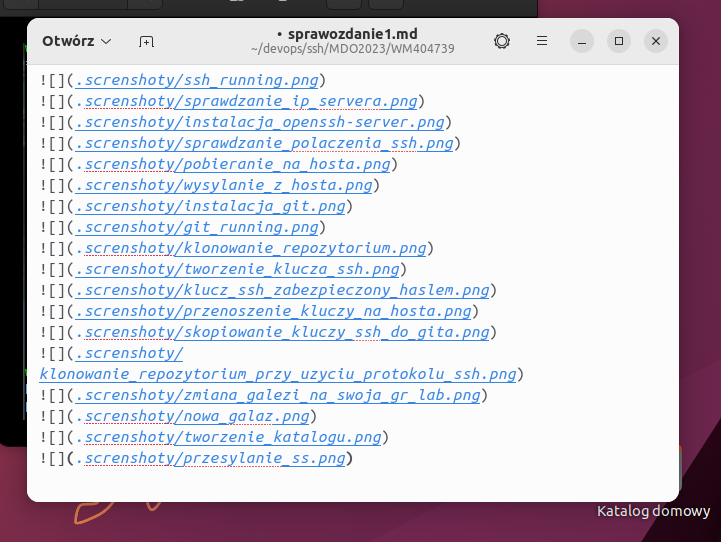 Otwórz
• sprawozdanie1.md
~/devops/ssh/MDO2023/WM404739
![](.screnshoty/ssh_running.png)
![](.screnshoty/sprawdzanie_ip_servera.png)
![](.screnshoty/instalacja_openssh-server.png)
![](.screnshoty/sprawdzanie_polaczenia_ssh.png)
![](.screnshoty/pobieranie_na_hosta.png)
![](.screnshoty/wysylanie_z_hosta.png)
![](.screnshoty/instalacja_git.png)
![](.screnshoty/git_running.png)
![](.screnshoty/klonowanie_repozytorium.png)
![](.screnshoty/tworzenie_klucza_ssh.png)
![](.screnshoty/klucz_ssh_zabezpieczony_haslem.png)
![](.screnshoty/przenoszenie_kluczy_na_hosta.png)
![](.screnshoty/skopiowanie_kluczy_ssh_do_gita.png)
![](.screnshoty/
klonowanie_repozytorium_przy_uzyciu_protokolu_ssh.png)
![](.screnshoty/zmiana_galezi_na_swoja_gr_lab.png)
![](.screnshoty/nowa_galaz.png)
![](.screnshoty/tworzenie_katalogu.png)
![](.screnshoty/przesylanie_ss.png)
Katalog domowy